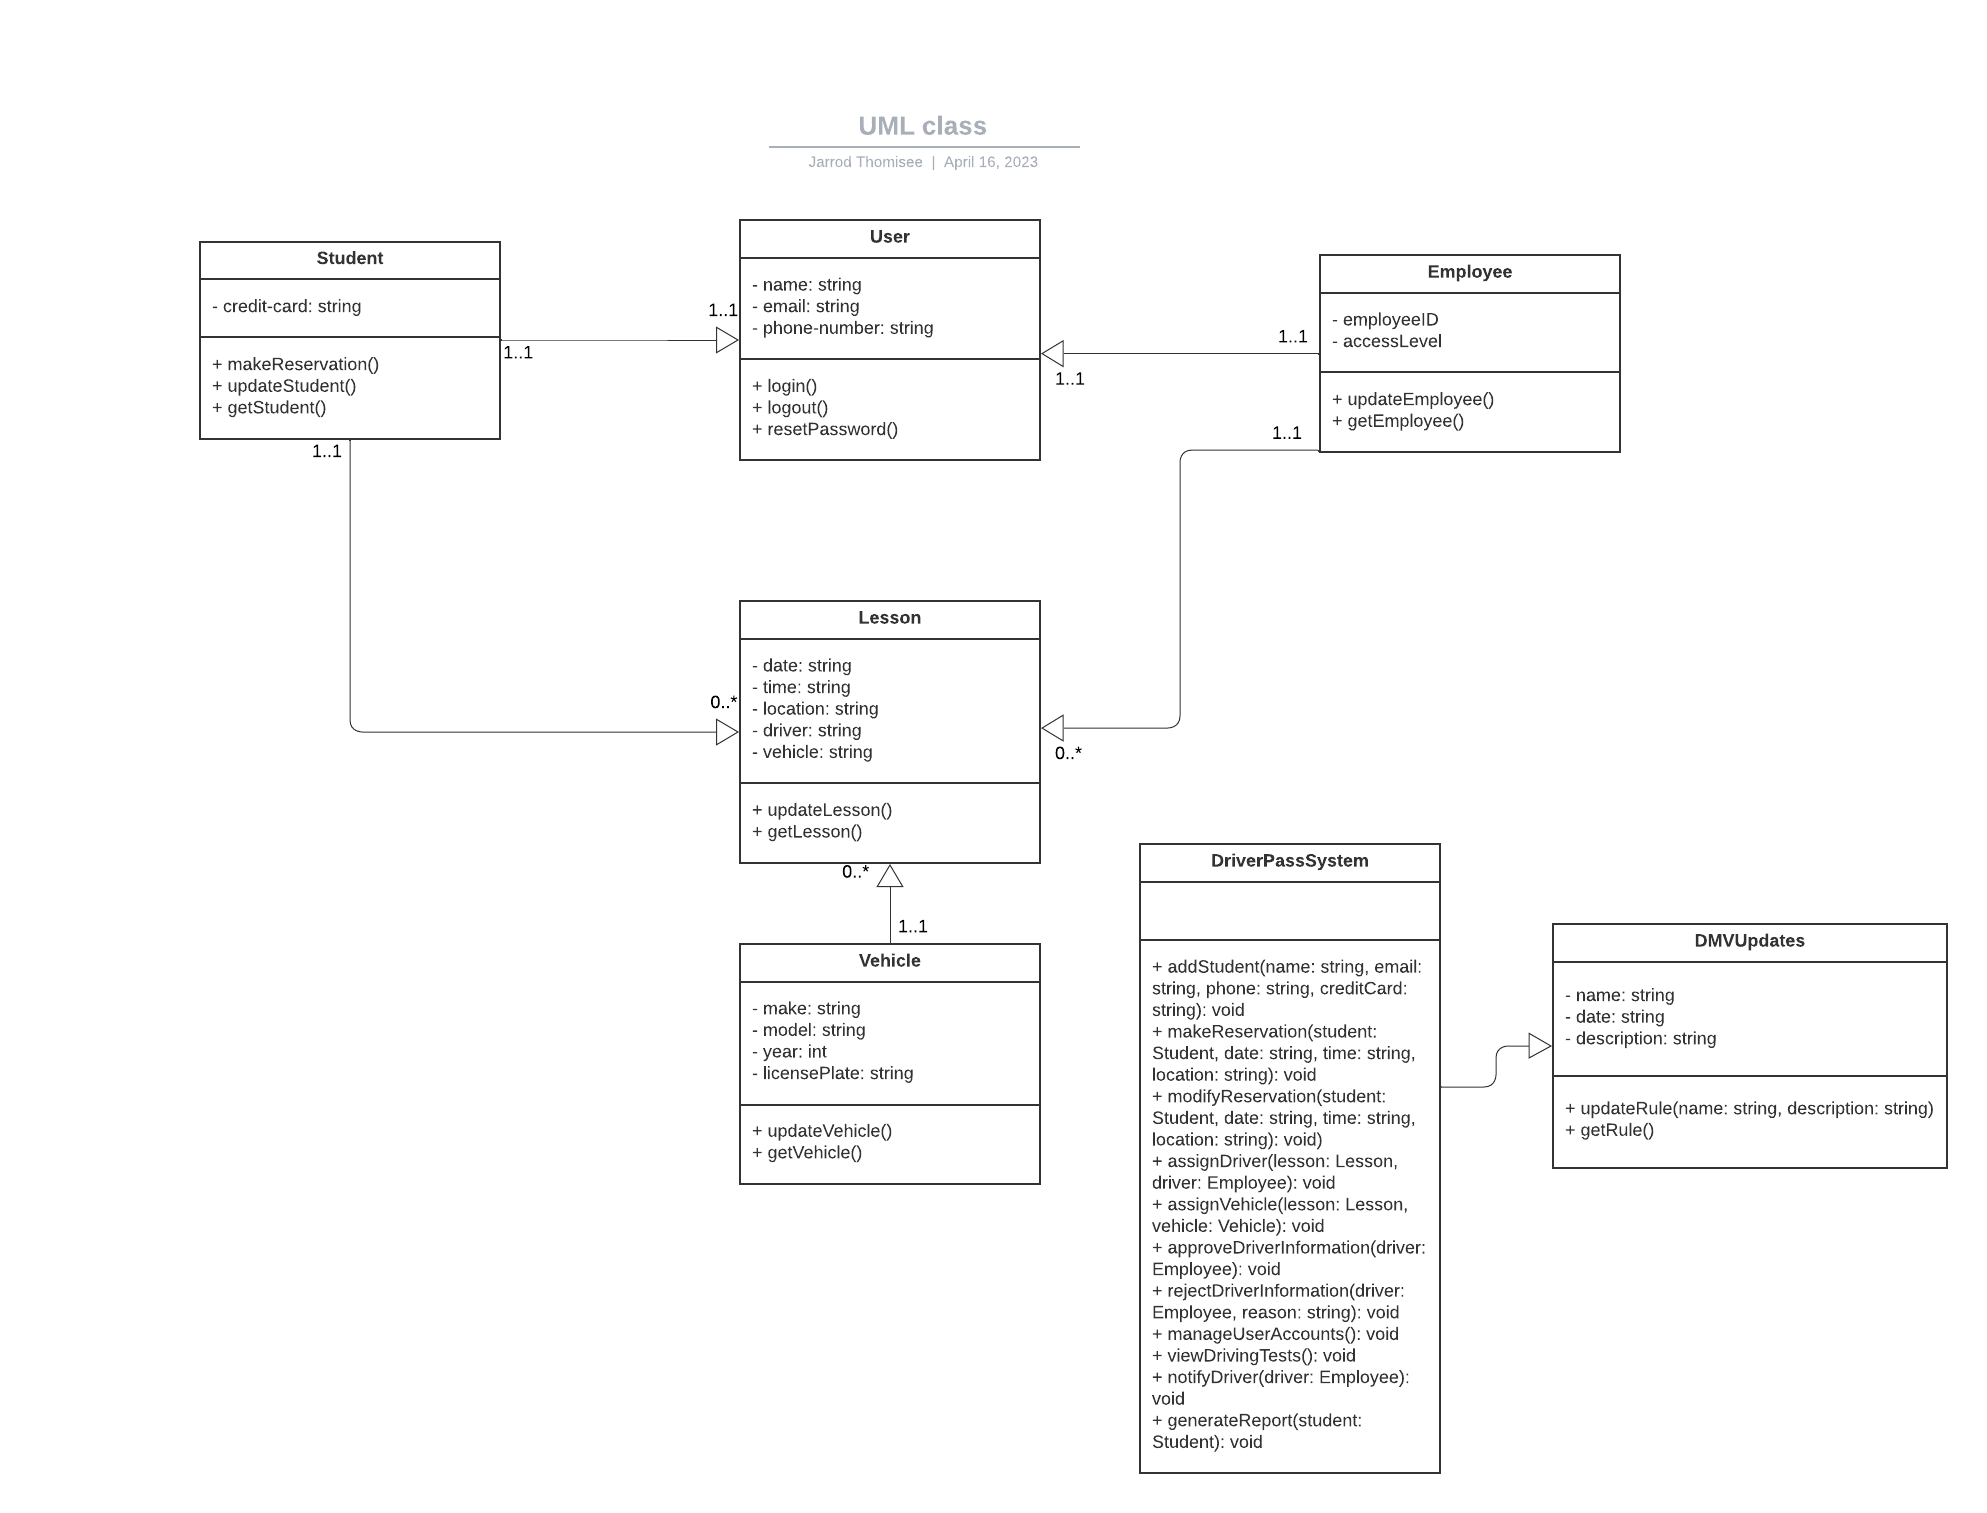 UML class
Jarrod Thomisee | April 16, 2023
Student
- credit-card: string
+ makeReservation()
+ updateStudent()
+ getStudent()
1..1
1..1
1..1
User
- name: string
- email: string
- phone-number: string
+ login()
+ logout()
+ resetPassword()
Employee
- employeeID
- accessLevel
+ updateEmployee()
+ getEmployee()
1..1
1..1
1..1
Lesson
- date: string
- time: string
- location: string
- driver: string
- vehicle: string
+ updateLesson()
+ getLesson()
0..*
0..*
0..*
1..1
Vehicle
- make: string
- model: string
- year: int
- licensePlate: string
+ updateVehicle()
+ getVehicle()
DriverPassSystem
+ addStudent(name: string, email:
string, phone: string, creditCard:
string): void
+ makeReservation(student:
Student, date: string, time: string,
location: string): void
+ modifyReservation(student:
Student, date: string, time: string,
location: string): void)
+ assignDriver(lesson: Lesson,
driver: Employee): void
+ assignVehicle(lesson: Lesson,
vehicle: Vehicle): void
+ approveDriverInformation(driver:
Employee): void
+ rejectDriverInformation(driver:
Employee, reason: string): void
+ manageUserAccounts(): void
+ viewDrivingTests(): void
+ notifyDriver(driver: Employee):
void
+ generateReport(student:
Student): void
DMVUpdates
- name: string
- date: string
- description: string
+ updateRule(name: string, description: string)
+ getRule()